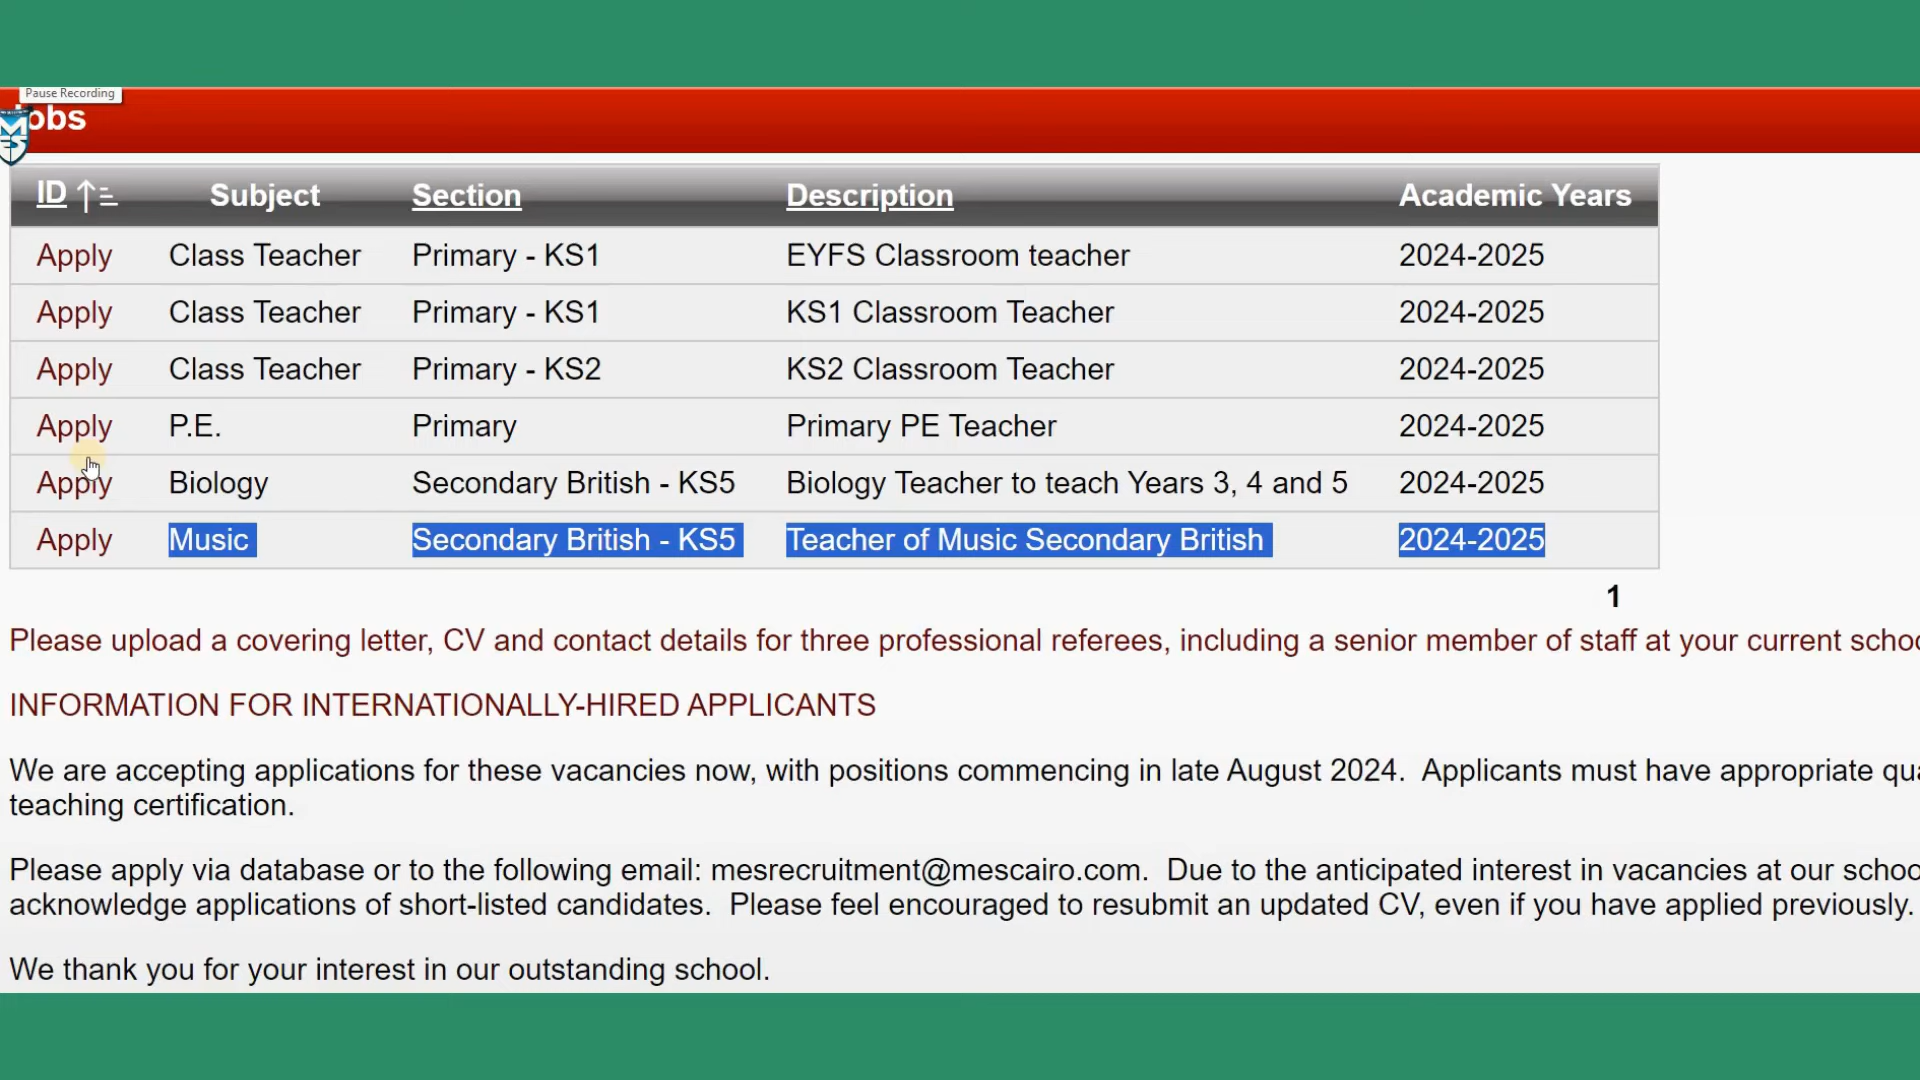 Pause Recording
obs
ID Subject Section Description Academic Years
Apply Class Teacher Primary - KS1 EYFS Classroom teacher 2024-2025
Apply Class Teacher Primary - KS1 KS1 Classroom Teacher 2024-2025
Apply Class Teacher Primary - KS2 KS2 Classroom Teacher 2024-2025
Apply P.E. Primary Primary PE Teacher 2024-2025
Apply Biology Secondary British - KS5 Biology Teacher to teach Years 3, 4 and 5 2024-2025
Apply Music Secondary British - KS5 Teacher of Music Secondary British 2024-2025
1
Please upload a covering letter, CV and contact details for three professional referees, including a senior member of staff at your current schoo
INFORMATION FOR INTERNATIONALLY-HIRED APPLICANTS
We are accepting applications for these vacancies now, with positions commencing in late August 2024. Applicants must have appropriate qua
teaching certification.
Please apply via database or to the following email: mesrecruitment@mescairo.com. Due to the anticipated interest in vacancies at our schoo
acknowledge applications of short-listed candidates. Please feel encouraged to resubmit an updated CV, even if you have applied previously.
We thank you for your interest in our outstanding school.